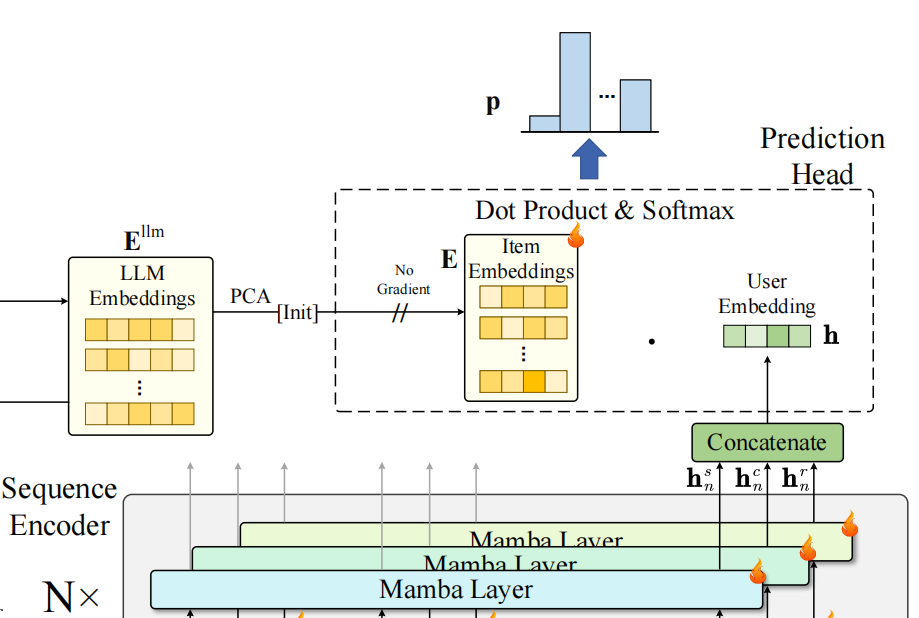 p
...
Prediction
Head
Dot Product & Softmax
E^llm
LLM
Embeddings
PCA
[Init]
No
Gradient
//
E
Item
Embeddings
User
Embedding
h
Concatenate
h_n^s h_n^c h_n^r
Sequence
Encoder
Mamba Layer
Mamba Layer
Mamba Layer
N×